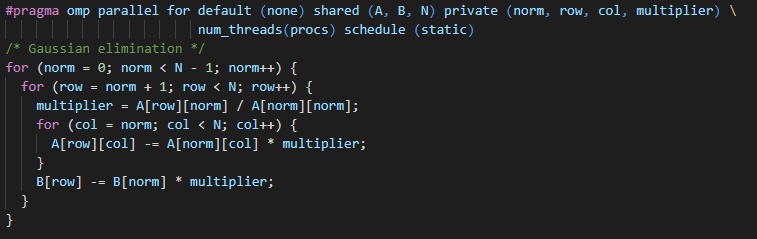 #pragma omp parallel for default (none) shared (A, B, N) private (norm, row, col, multiplier) \
                         num_threads(procs) schedule (static)
/* Gaussian elimination */
for (norm = 0; norm < N - 1; norm++) {
  for (row = norm + 1; row < N; row++) {
    multiplier = A[row][norm] / A[norm][norm];
    for (col = norm; col < N; col++) {
      A[row][col] -= A[norm][col] * multiplier;
    }
    B[row] -= B[norm] * multiplier;
  }
}